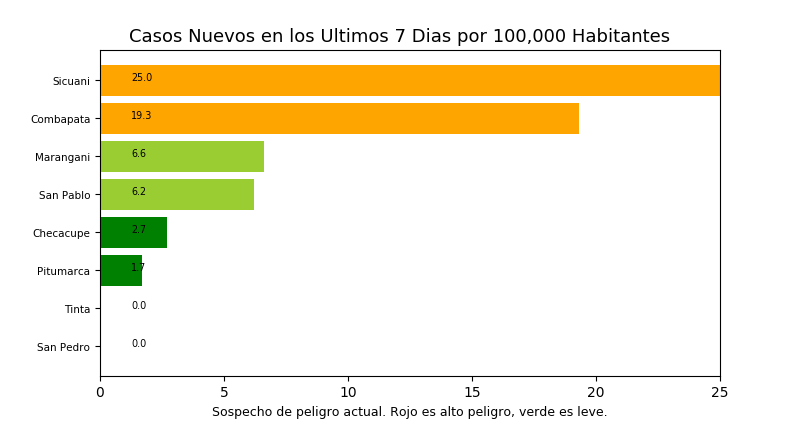 Casos Nuevos en los Ultimos 7 Dias por 100,000 Habitantes
Sicuani 25.0
Combapata 19.3
Marangani 6.6
San Pablo 6.2
Checacupe 2.7
Pitumarca 1.7
Tinta 0.0
San Pedro 0.0
0 5 10 15 20 25
Sospecho de peligro actual. Rojo es alto peligro, verde es leve.